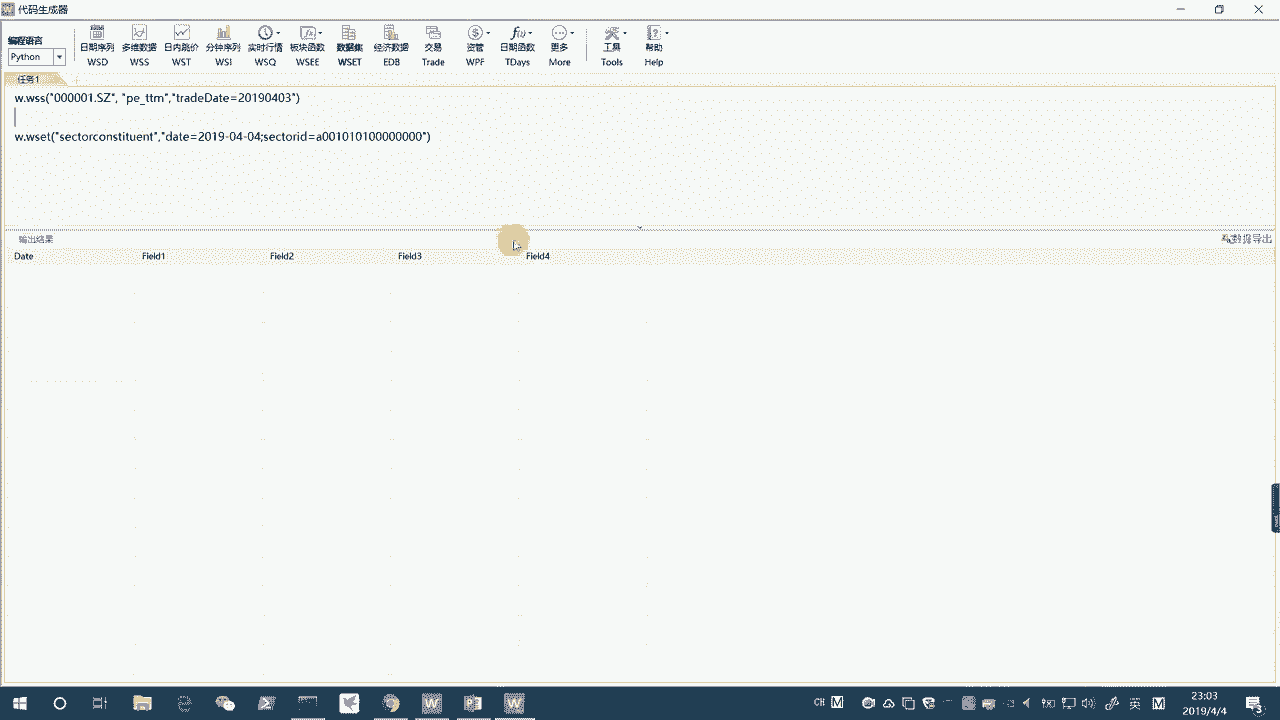 代码生成器
编程语言
Python
日期序列 多维数据 日内跳价 分钟序列 实时行情 板块函数 数据集 经济数据 交易 资管 日期函数 更多 工具 帮助
WSD WSS WST WSI WSQ WSEE WSET EDB Trade WPF TDays More Tools Help
任务1
w.wss("000001.SZ", "pe_ttm","tradeDate=20190403")
w.wset("sectorconstituent","date=2019-04-04;sectorid=a001010100000000")
输出结果
数据导出
Date Field1 Field2 Field3 Field4
CH M
英 M
23:03
2019/4/4